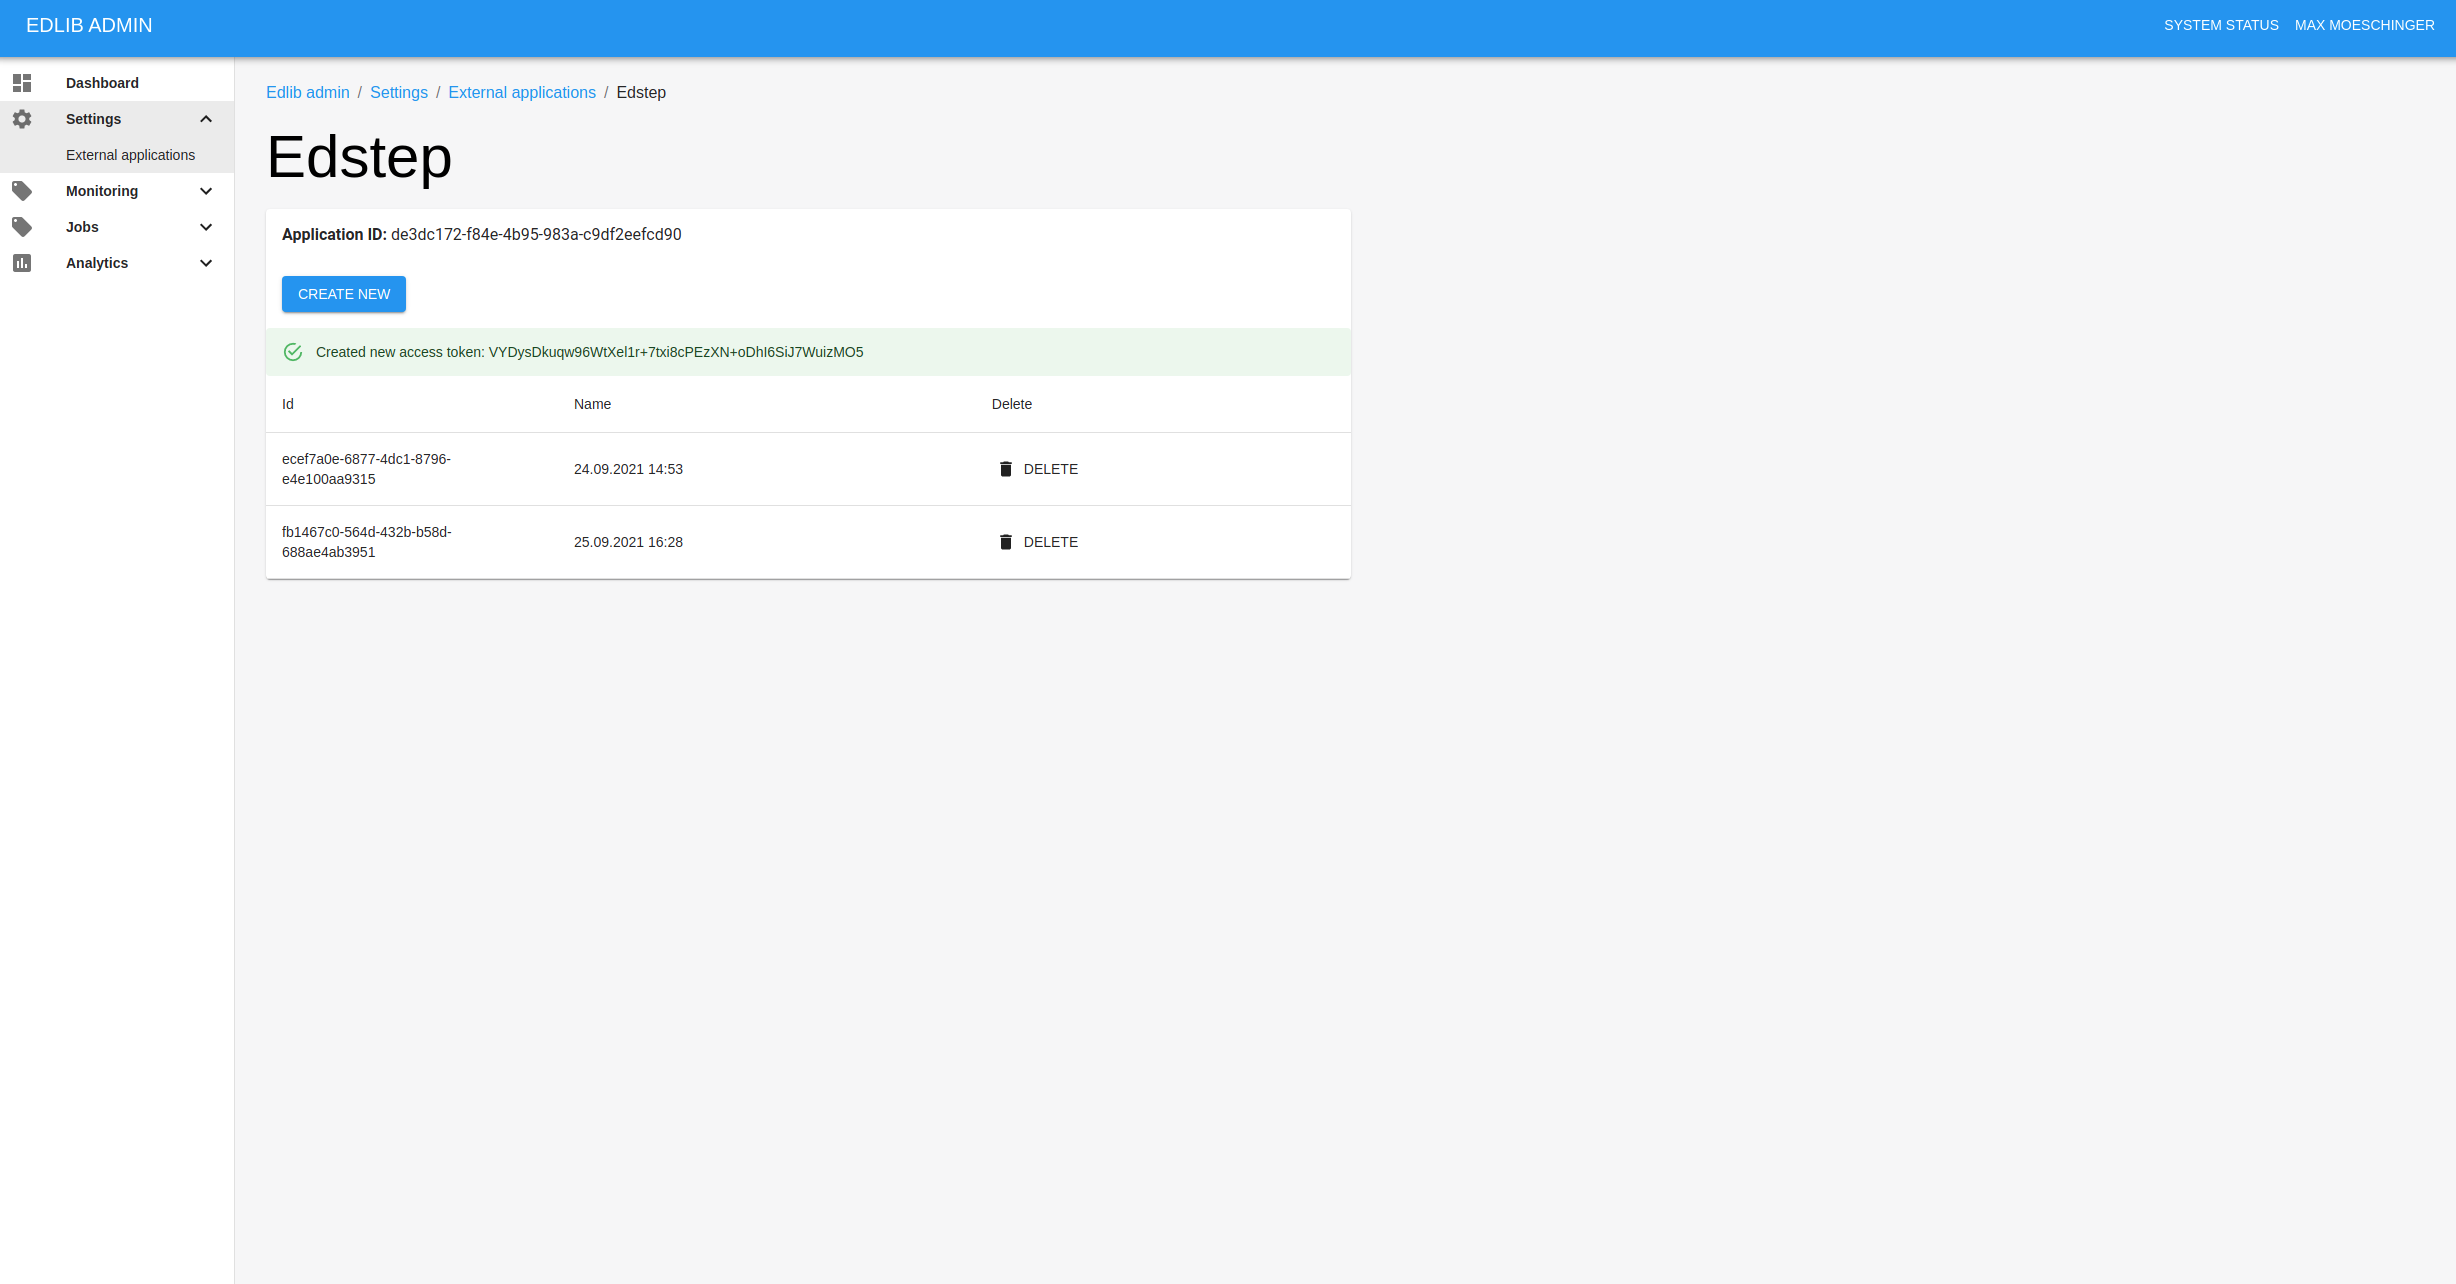 EDLIB ADMIN
SYSTEM STATUS
MAX MOESCHINGER
Dashboard
Settings
External applications
Monitoring
Jobs
Analytics
Edlib admin / Settings / External applications / Edstep
Edstep
Application ID: de3dc172-f84e-4b95-983a-c9df2eefcd90
CREATE NEW
Created new access token: VYDysDkuqw96WtXel1r+7txi8cPEzXN+oDhI6SiJ7WuizMO5
Id Name Delete
ecef7a0e-6877-4dc1-8796-
e4e100aa9315
24.09.2021 14:53
DELETE
fb1467c0-564d-432b-b58d-
688ae4ab3951
25.09.2021 16:28
DELETE